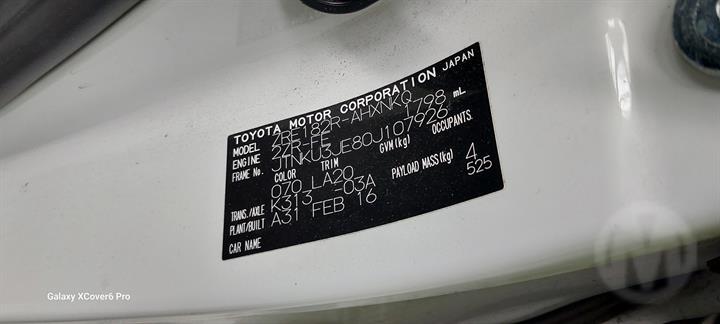 TOYOTA MOTOR CORPORATION JAPAN
MODEL ZRE182R-AHXNKQ
ENGINE 2ZR-FE 1798 mL
FRAME No. JTNKU3JE80J107926
COLOR TRIM GVM(kg) OCCUPANTS
070 LA20 4
TRANS./AXLE K313 -03A PAYLOAD MASS(kg) 525
PLANT/BUILT A31 FEB 16
CAR NAME
Galaxy XCover6 Pro
M